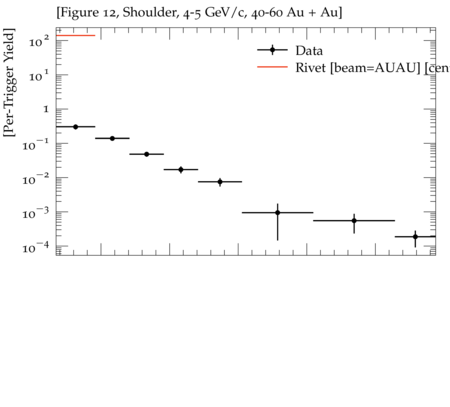 [Figure 12, Shoulder, 4-5 GeV/c, 40-60 Au + Au]
[Per-Trigger Yield]
10²
10¹
1
10⁻¹
10⁻²
10⁻³
10⁻⁴
Data
Rivet [beam=AUAU] [cen